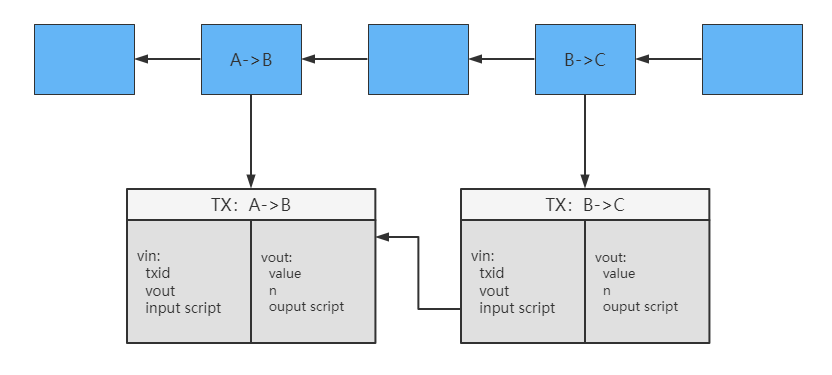 A->B
B->C
TX: A->B
vin:
txid
vout
input script
vout:
value
n
ouput script
TX: B->C
vin:
txid
vout
input script
vout:
value
n
ouput script